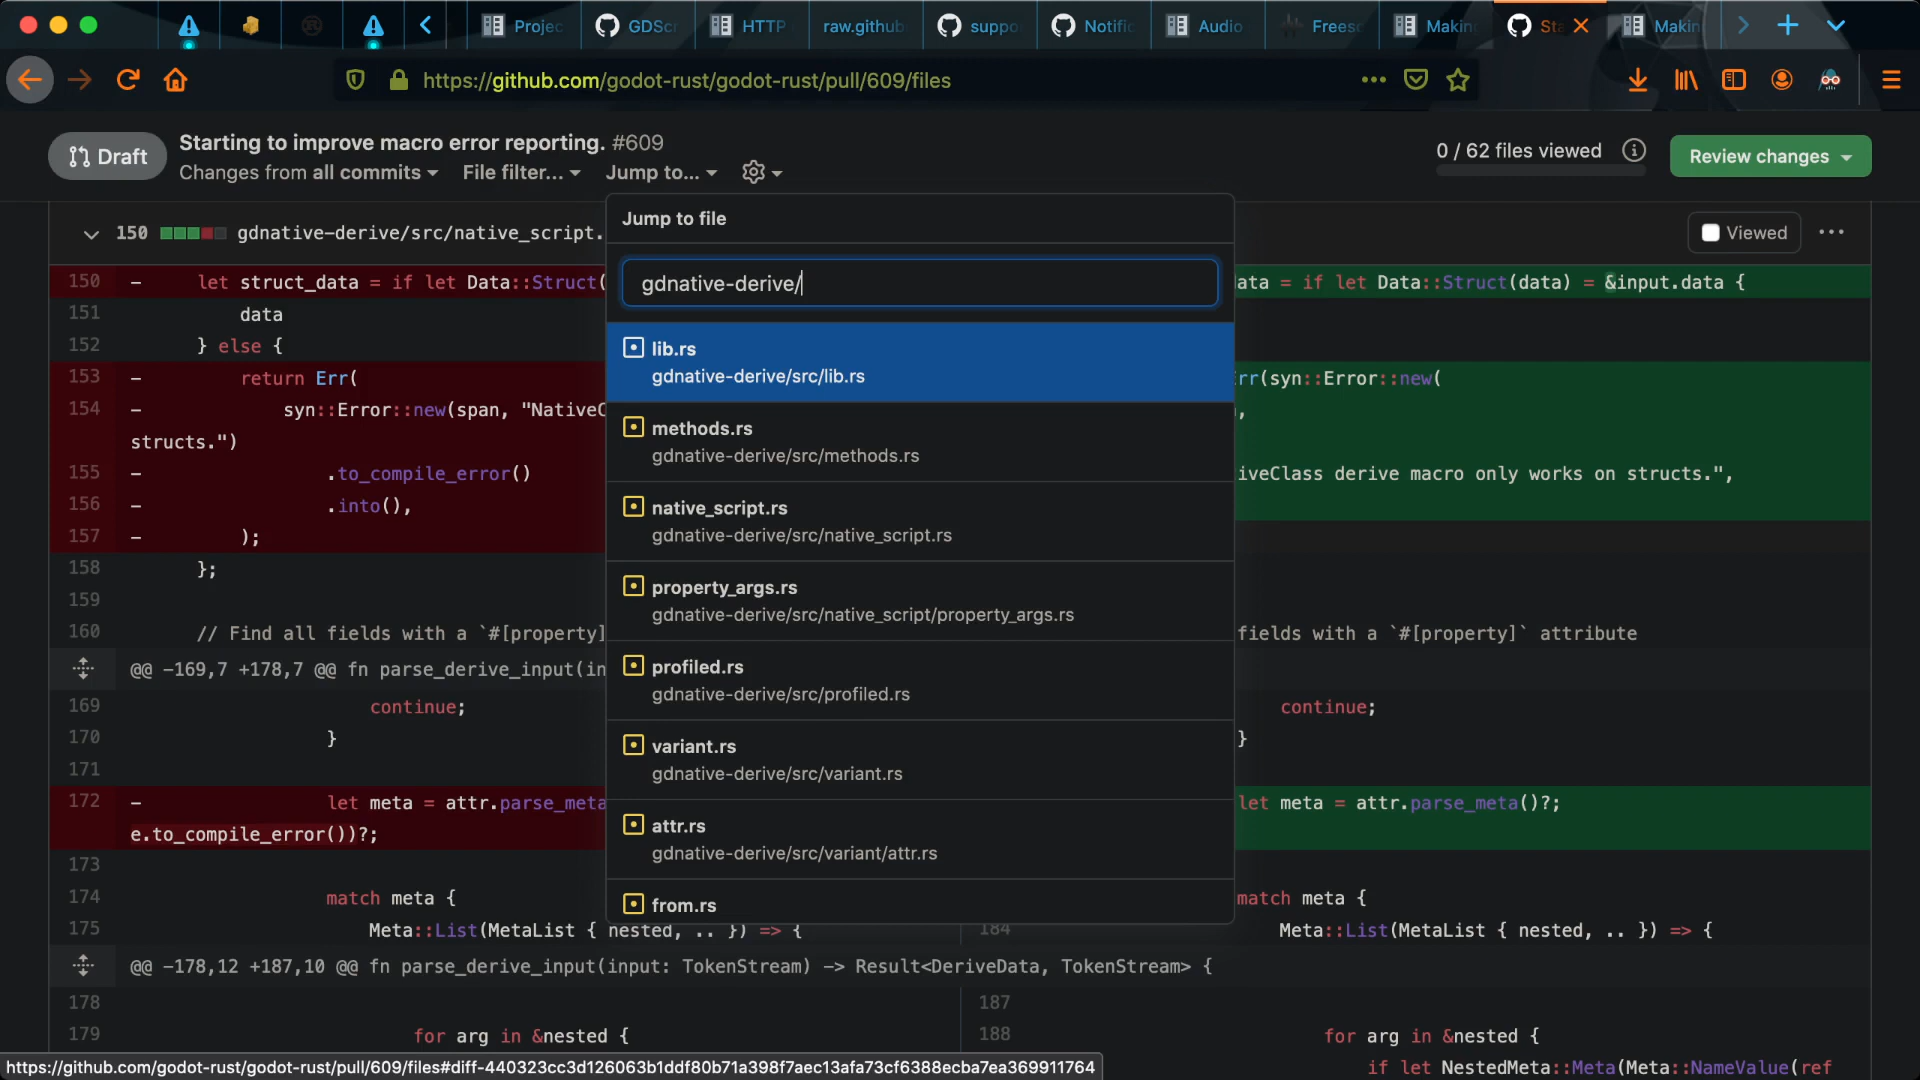 Projec
GDScr
HTTP
raw.github
suppo
Notific
Audio
Freesc
Making
Sta
Making
https://github.com/godot-rust/godot-rust/pull/609/files
Draft
Starting to improve macro error reporting. #609
Changes from all commits
File filter...
Jump to...
0 / 62 files viewed
Review changes
150 gdnative-derive/src/native_script.
Viewed
Jump to file
gdnative-derive/
lib.rs
gdnative-derive/src/lib.rs
methods.rs
gdnative-derive/src/methods.rs
native_script.rs
gdnative-derive/src/native_script.rs
property_args.rs
gdnative-derive/src/native_script/property_args.rs
profiled.rs
gdnative-derive/src/profiled.rs
variant.rs
gdnative-derive/src/variant.rs
attr.rs
gdnative-derive/src/variant/attr.rs
from.rs
150 - let struct_data = if let Data::Struct(
151 data
152 } else {
153 - return Err(
154 - syn::Error::new(span, "NativeC
structs.")
155 - .to_compile_error()
156 - .into(),
157 - );
158 };
159
160 // Find all fields with a `#[property]
@@ -169,7 +178,7 @@ fn parse_derive_input(in
169 continue;
170 }
171
172 - let meta = attr.parse_meta
e.to_compile_error())?;
173
174 match meta {
175 Meta::List(MetaList { nested, .. }) => {
@@ -178,12 +187,10 @@ fn parse_derive_input(input: TokenStream) -> Result<DeriveData, TokenStream> {
178
179 for arg in &nested {
ata = if let Data::Struct(data) = &input.data {
rr(syn::Error::new(
,
iveClass derive macro only works on structs.",
fields with a `#[property]` attribute
continue;
}
let meta = attr.parse_meta()?;
match meta {
184 Meta::List(MetaList { nested, .. }) => {
187
188 for arg in &nested {
if let NestedMeta::Meta(Meta::NameValue(ref
https://github.com/godot-rust/godot-rust/pull/609/files#diff-440323cc3d126063b1ddf80b71a398f7aec13afa73cf6388ecba7ea369911764